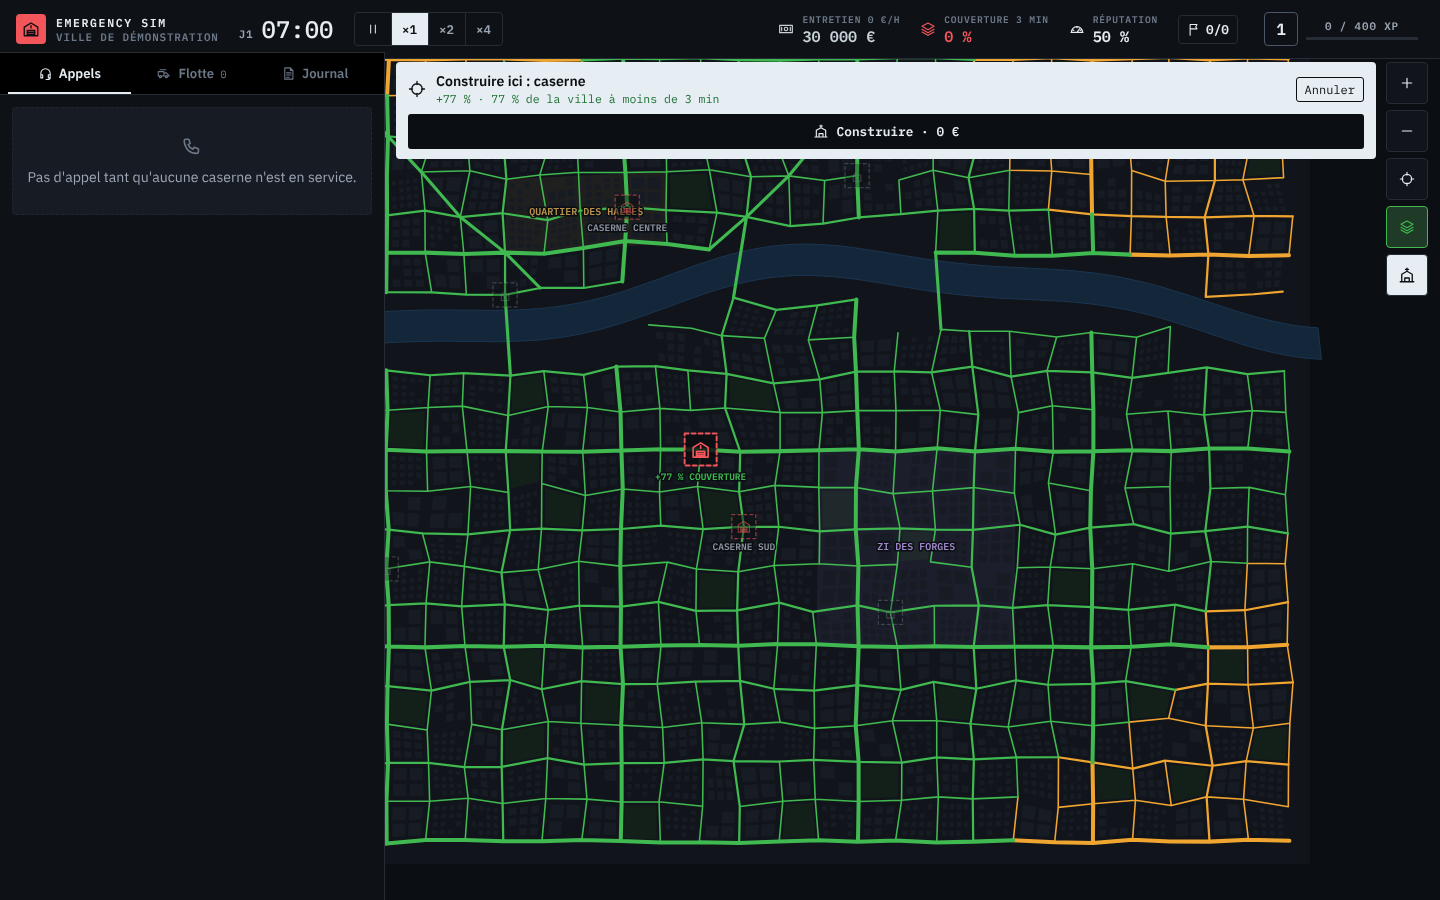 EMERGENCY SIM
VILLE DE DÉMONSTRATION
J1 07:00
×1 ×2 ×4
ENTRETIEN 0 €/H
30 000 €
COUVERTURE 3 MIN
0 %
RÉPUTATION
50 %
0/0
1
0 / 400 XP
Appels
Flotte 0
Journal
Pas d'appel tant qu'aucune caserne n'est en service.
Construire ici : caserne
+77 % · 77 % de la ville à moins de 3 min
Annuler
Construire · 0 €
QUARTIER DES HALLES
CASERNE CENTRE
+77 % COUVERTURE
CASERNE SUD
ZI DES FORGES